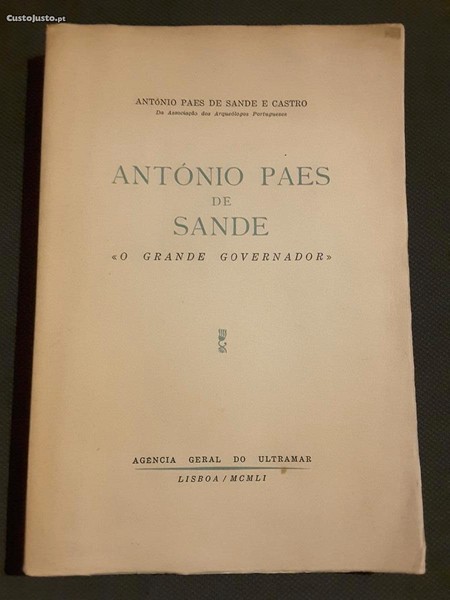 CustoJusto.pt
ANTÓNIO PAES DE SANDE E CASTRO
Da Associação dos Arqueólogos Portugueses
ANTÓNIO PAES
DE
SANDE
«O GRANDE GOVERNADOR»
AGÊNCIA GERAL DO ULTRAMAR
LISBOA / MCMLI